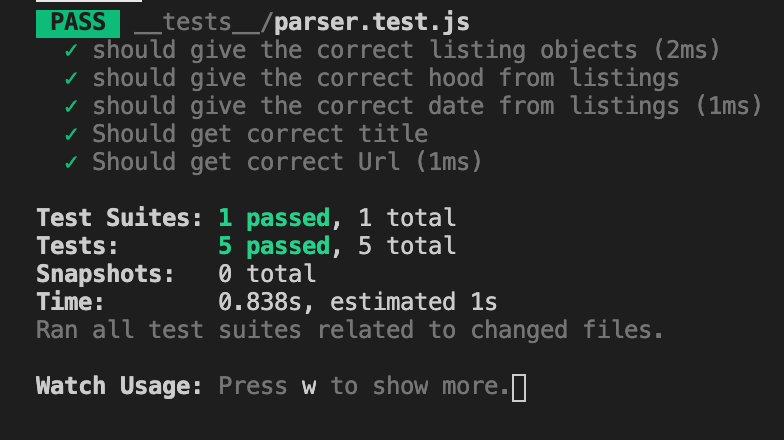 PASS __tests__/parser.test.js
✓ should give the correct listing objects (2ms)
✓ should give the correct hood from listings
✓ should give the correct date from listings (1ms)
✓ Should get correct title
✓ Should get correct Url (1ms)
Test Suites: 1 passed, 1 total
Tests: 5 passed, 5 total
Snapshots: 0 total
Time: 0.838s, estimated 1s
Ran all test suites related to changed files.
Watch Usage: Press w to show more.